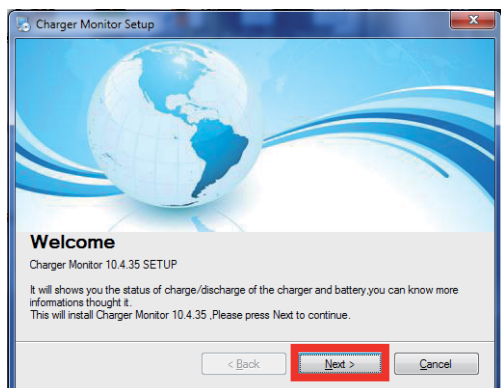 Charger Monitor Setup
Welcome
Charger Monitor 10.4.35 SETUP
It will shows you the status of charge/discharge of the charger and battery,you can know more
informations thought it.
This will install Charger Monitor 10.4.35 ,Please press Next to continue.
< Back
Next >
Cancel